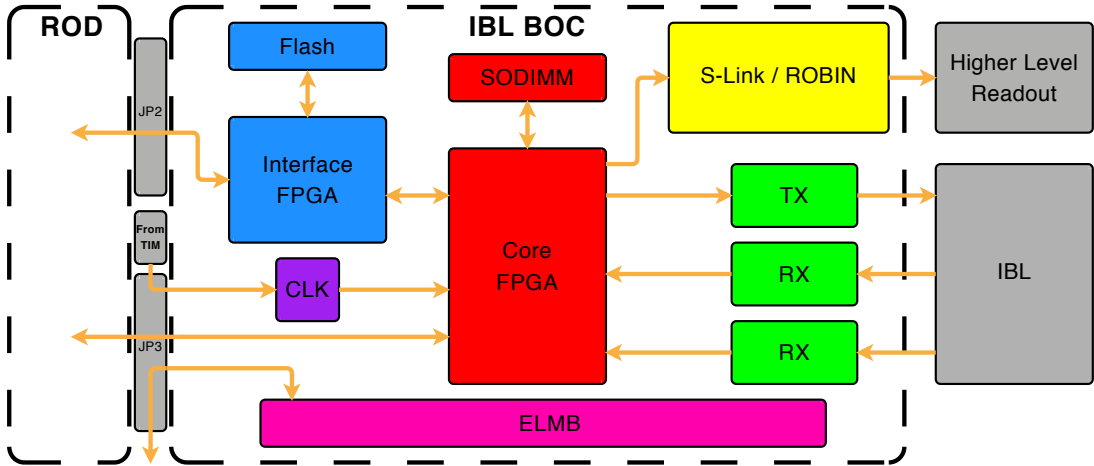 ROD
IBL BOC
Flash
SODIMM
S-Link / ROBIN
Higher Level
Readout
JP2
Interface
FPGA
TX
From
TIM
Core
FPGA
RX
IBL
CLK
JP3
RX
ELMB